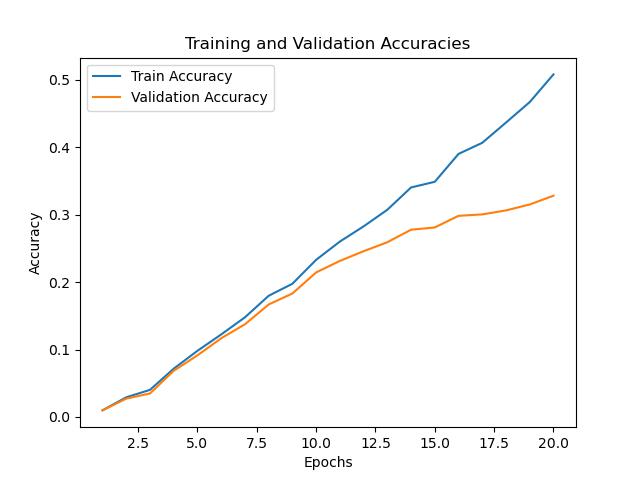 Training and Validation Accuracies
Train Accuracy
Validation Accuracy
0.5
0.4
0.3
0.2
0.1
0.0
Accuracy
2.5 5.0 7.5 10.0 12.5 15.0 17.5 20.0
Epochs